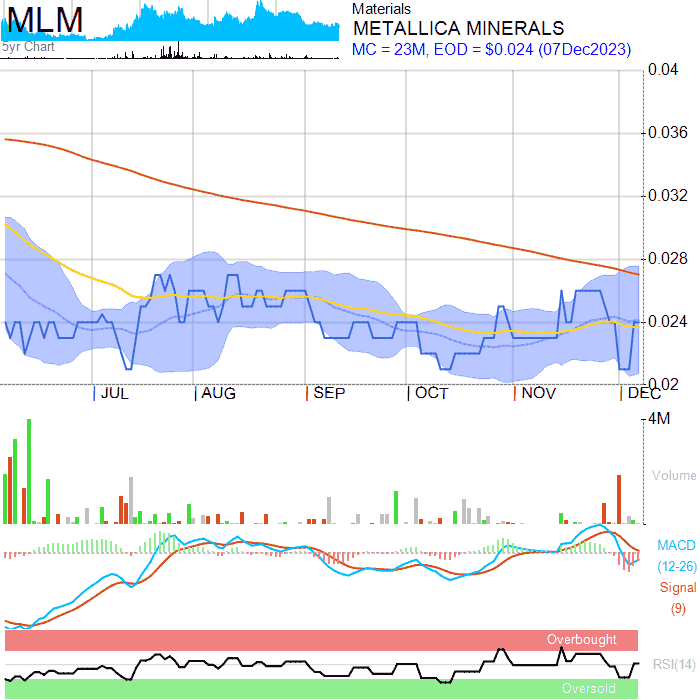 MLM
5yr Chart
Materials
METALLICA MINERALS
MC = 23M, EOD = $0.024 (07Dec2023)
0.04
0.036
0.032
0.028
0.024
0.02
JUL AUG SEP OCT NOV DEC
4M
Volume
MACD
(12-26)
Signal
(9)
Overbought
RSI(14)
Oversold